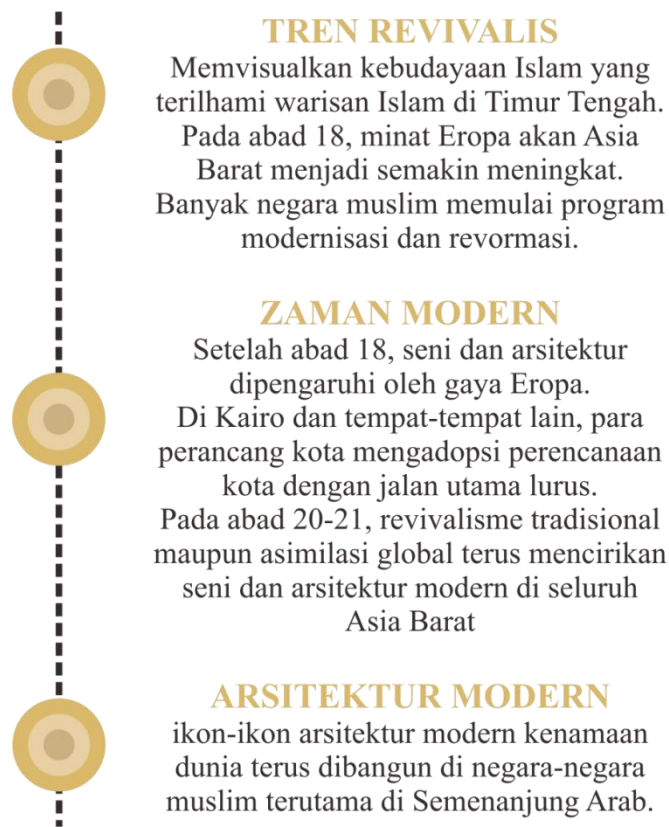 TREN REVIVALIS
Memvisualkan kebudayaan Islam yang
terilhami warisan Islam di Timur Tengah.
Pada abad 18, minat Eropa akan Asia
Barat menjadi semakin meningkat.
Banyak negara muslim memulai program
modernisasi dan revormasi.
ZAMAN MODERN
Setelah abad 18, seni dan arsitektur
dipengaruhi oleh gaya Eropa.
Di Kairo dan tempat-tempat lain, para
perancang kota mengadopsi perencanaan
kota dengan jalan utama lurus.
Pada abad 20-21, revivalisme tradisional
maupun asimilasi global terus mencirikan
seni dan arsitektur modern di seluruh
Asia Barat
ARSITEKTUR MODERN
ikon-ikon arsitektur modern kenamaan
dunia terus dibangun di negara-negara
muslim terutama di Semenanjung Arab.